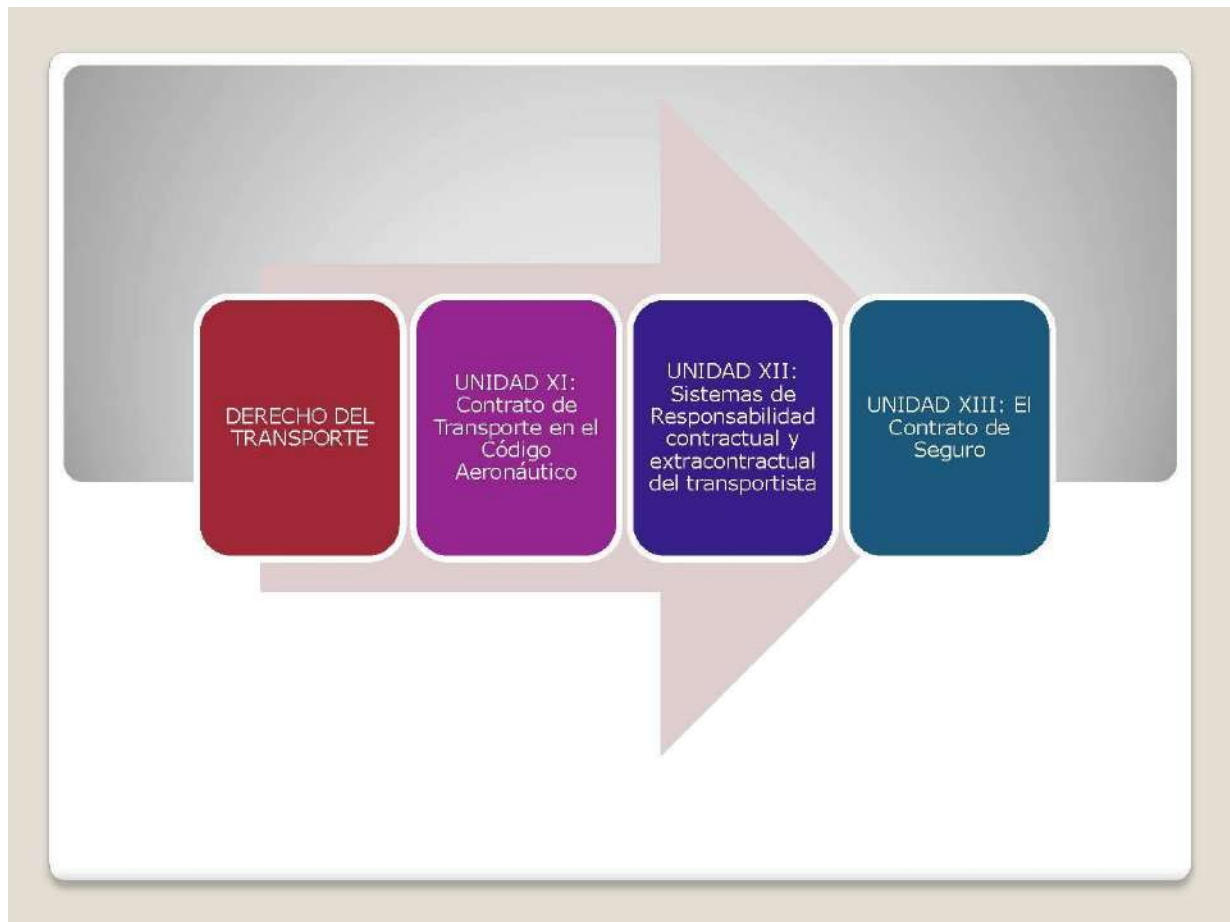 DERECHO DEL
TRANSPORTE
UNIDAD XI:
Contrato de
Transporte en el
Código
Aeronáutico
UNIDAD XII:
Sistemas de
Responsabilidad
contractual y
extracontractual
del transportista
UNIDAD XIII: El
Contrato de
Seguro